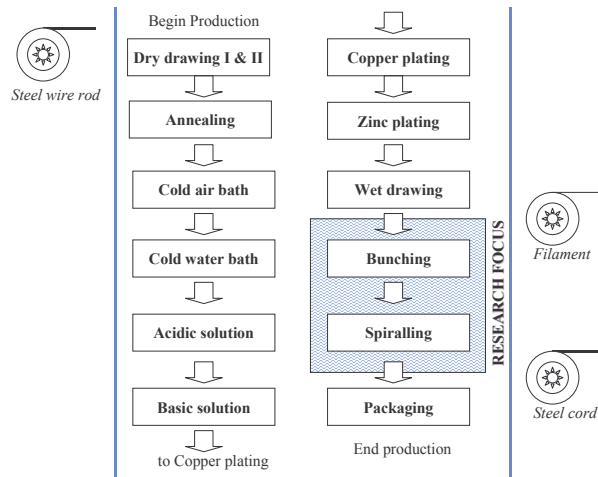 Begin Production
Steel wire rod
Dry drawing I & II
Annealing
Cold air bath
Cold water bath
Acidic solution
Basic solution
to Copper plating
Copper plating
Zinc plating
Wet drawing
Bunching
Spiralling
Packaging
End production
RESEARCH FOCUS
Filament
Steel cord